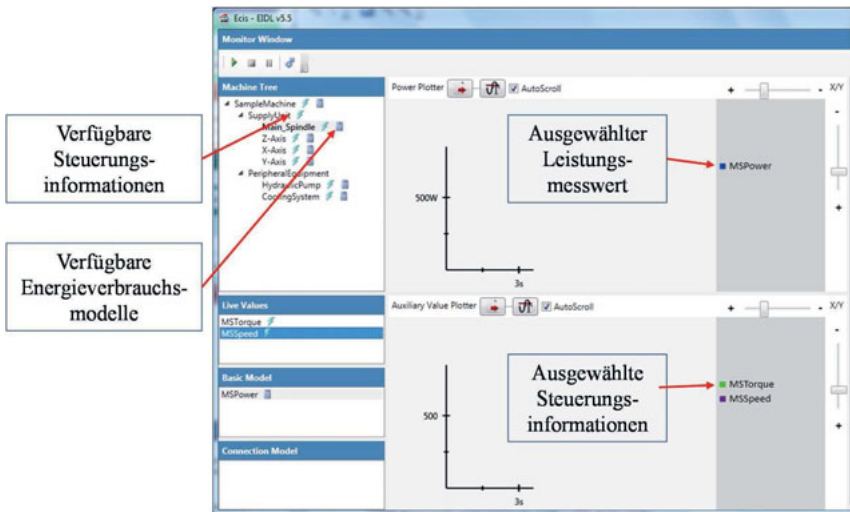 Ecis - EIDL v5.5
Monitor Window
Machine Tree
SampleMachine
SupplyUnit
Main_Spindle
Z-Axis
X-Axis
Y-Axis
PeripheralEquipment
HydraulicPump
CoolingSystem
Power Plotter
AutoScroll
+
-
X/Y
-
+
500W
3s
MSPower
Verfügbare
Steuerungs-
informationen
Ausgewählter
Leistungs-
messwert
Verfügbare
Energieverbrauchs-
modelle
Live Values
MSTorque
MSSpeed
Basic Model
MSPower
Connection Model
Auxiliary Value Plotter
AutoScroll
+
-
X/Y
-
+
500
3s
MSTorque
MSSpeed
Ausgewählte
Steuerungs-
informationen